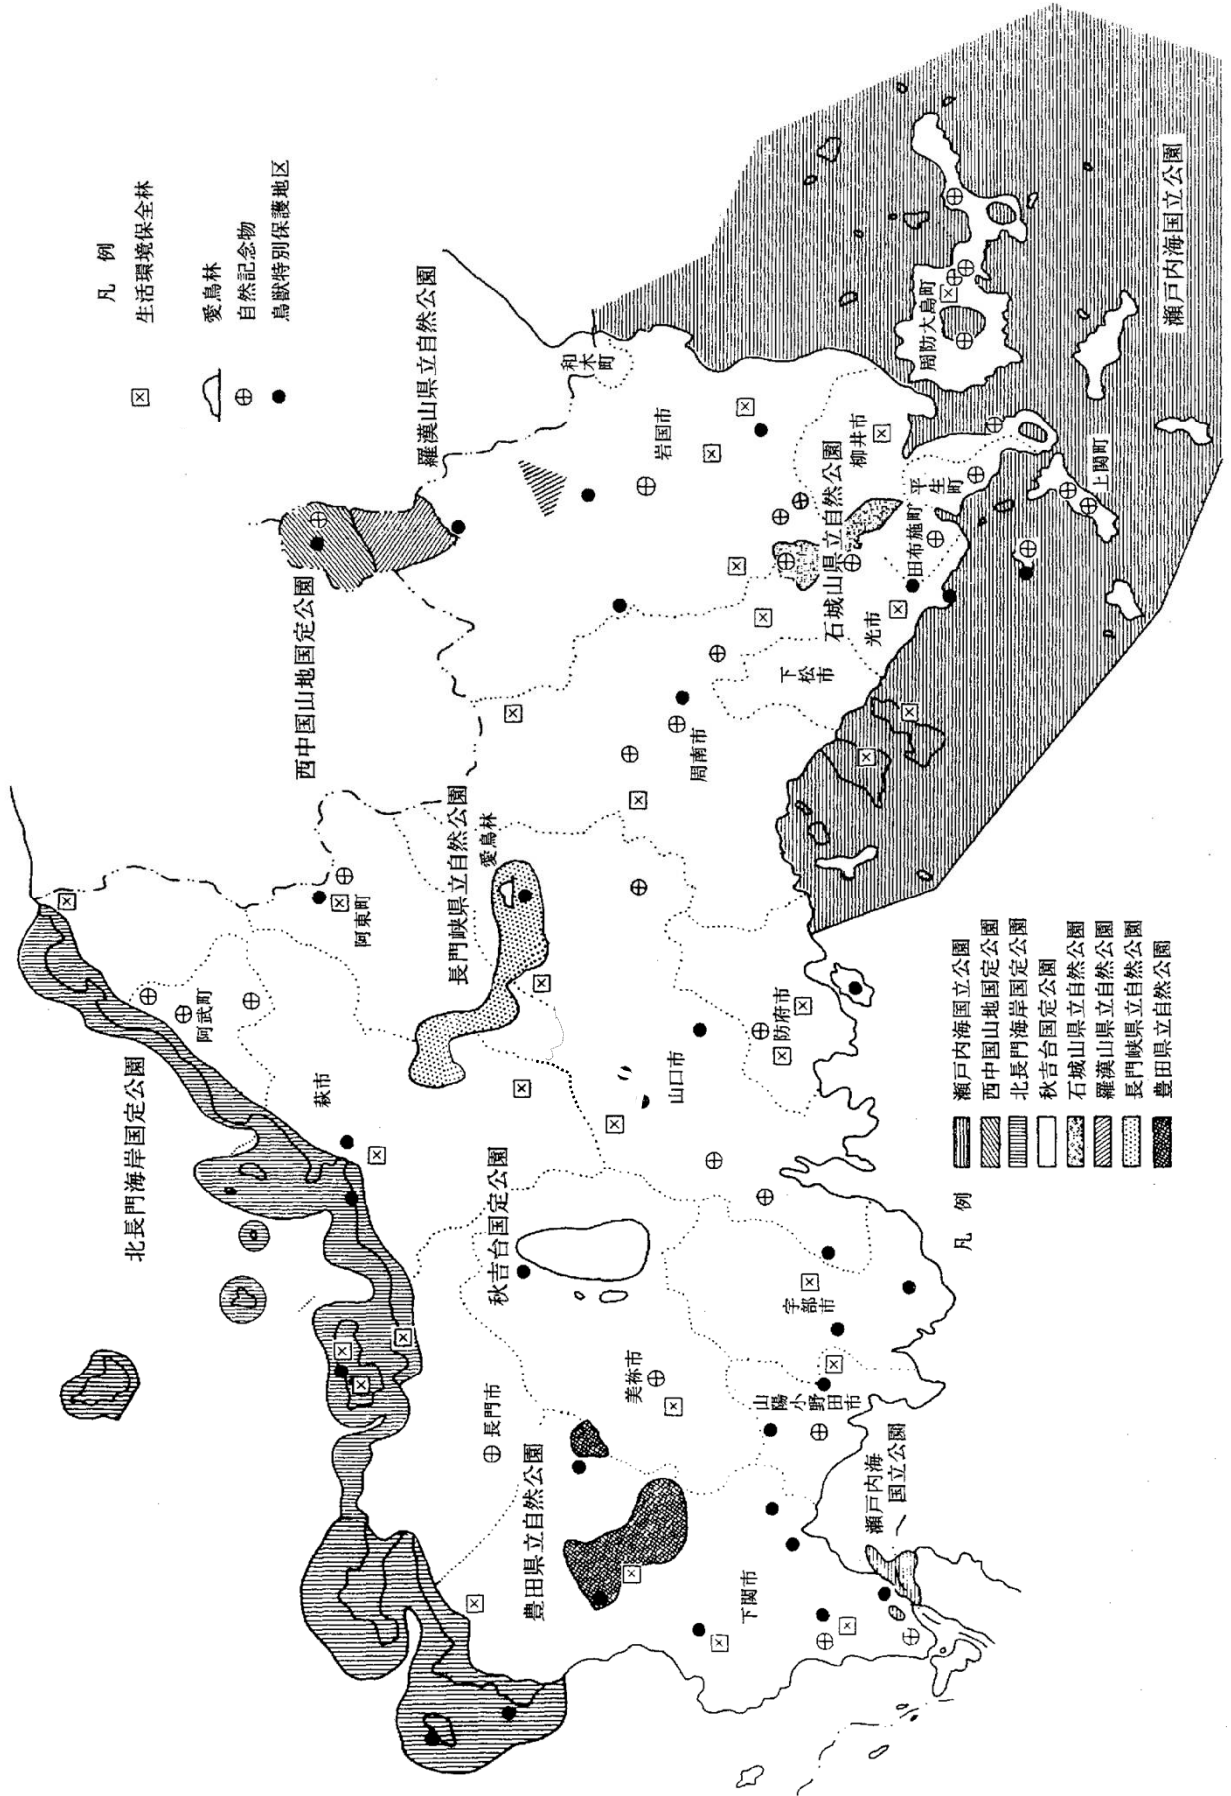 凡　例
生活環境保全林
愛鳥林
自然記念物
鳥獣特別保護地区
羅漢山県立自然公園
西中国山地国定公園
長門峡県立自然公園
愛鳥林
北長門海岸国定公園
秋吉台国定公園
豊田県立自然公園
石城山県立自然公園
瀬戸内海国立公園
瀬戸内海
国立公園
和木町
岩国市
柳井市
周防大島町
上関町
平生町
田布施町
光市
下松市
周南市
阿東町
阿武町
萩市
山口市
防府市
長門市
美祢市
宇部市
山陽小野田市
下関市
凡　例
瀬戸内海国立公園
西中国山地国定公園
北長門海岸国定公園
秋吉台国定公園
石城山県立自然公園
羅漢山県立自然公園
長門峡県立自然公園
豊田県立自然公園